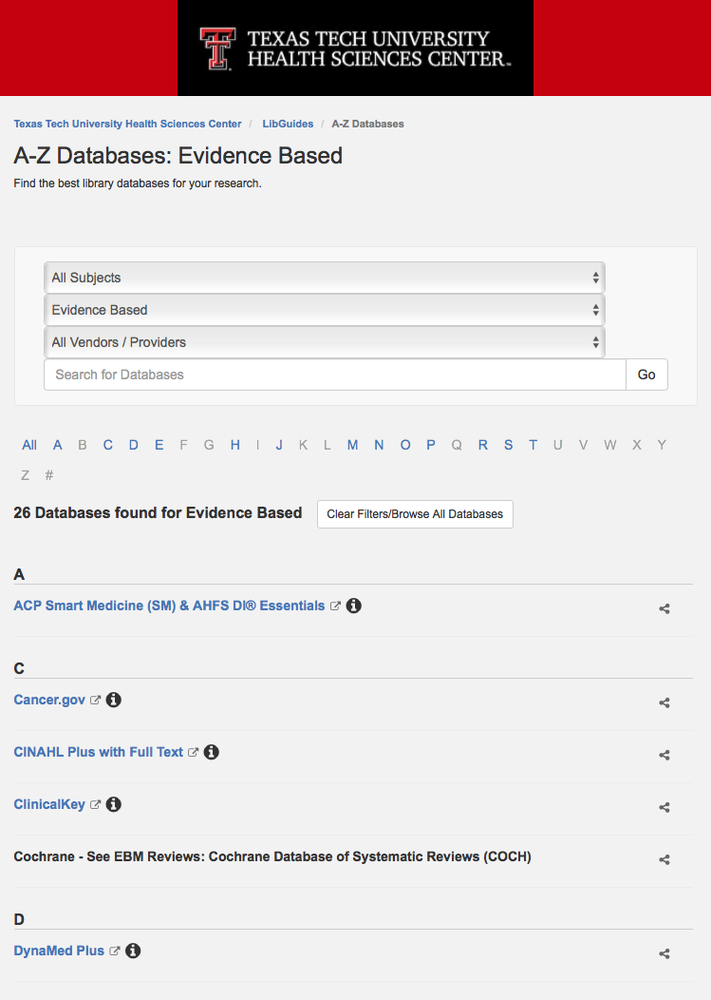 TEXAS TECH UNIVERSITY
HEALTH SCIENCES CENTER™
Texas Tech University Health Sciences Center / LibGuides / A-Z Databases
A-Z Databases: Evidence Based
Find the best library databases for your research.
All Subjects
Evidence Based
All Vendors / Providers
Search for Databases Go
All A B C D E F G H I J K L M N O P Q R S T U V W X Y
Z #
26 Databases found for Evidence Based Clear Filters/Browse All Databases
A
ACP Smart Medicine (SM) & AHFS DI® Essentials
C
Cancer.gov
CINAHL Plus with Full Text
ClinicalKey
Cochrane - See EBM Reviews: Cochrane Database of Systematic Reviews (COCH)
D
DynaMed Plus